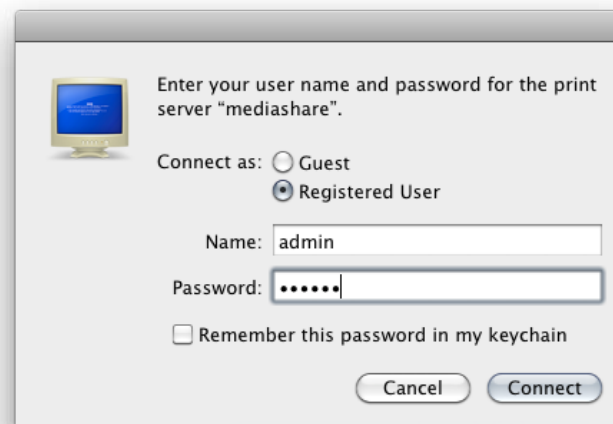 Enter your user name and password for the print
server “mediashare”.
Connect as: Guest
Registered User
Name: admin
Password: ••••••
Remember this password in my keychain
Cancel Connect